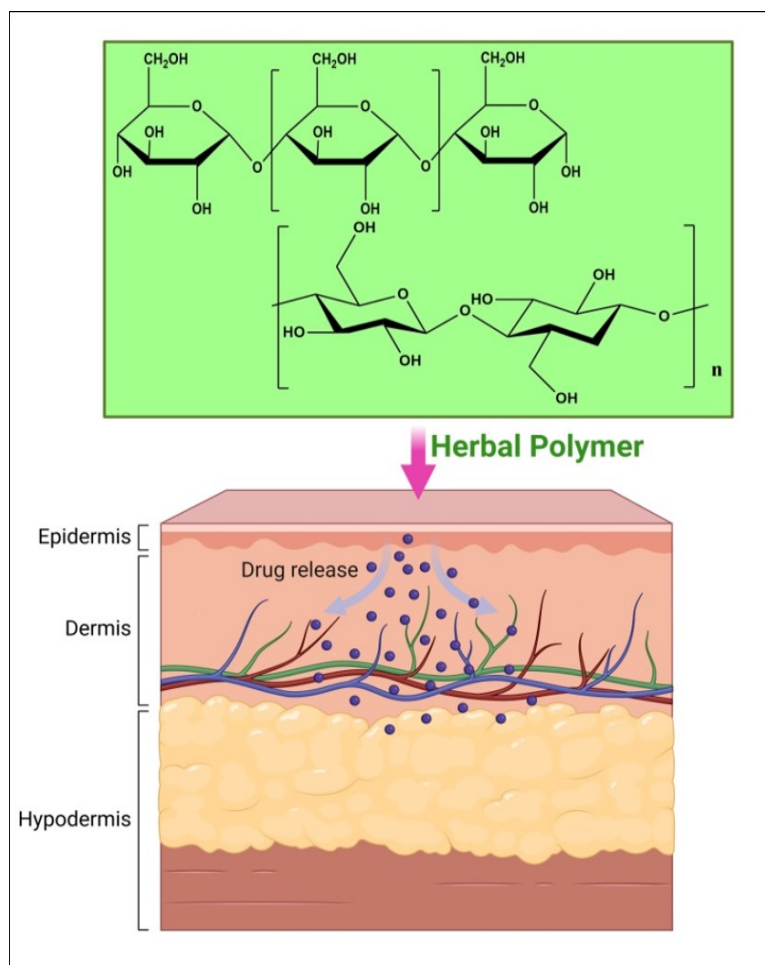 CH2OH CH2OH CH2OH
O O O
OH OH OH
OH O O OH
OH OH OH
OH
O OH
HO O HO O
OH
OH n
Herbal Polymer
Epidermis
Drug release
Dermis
Hypodermis